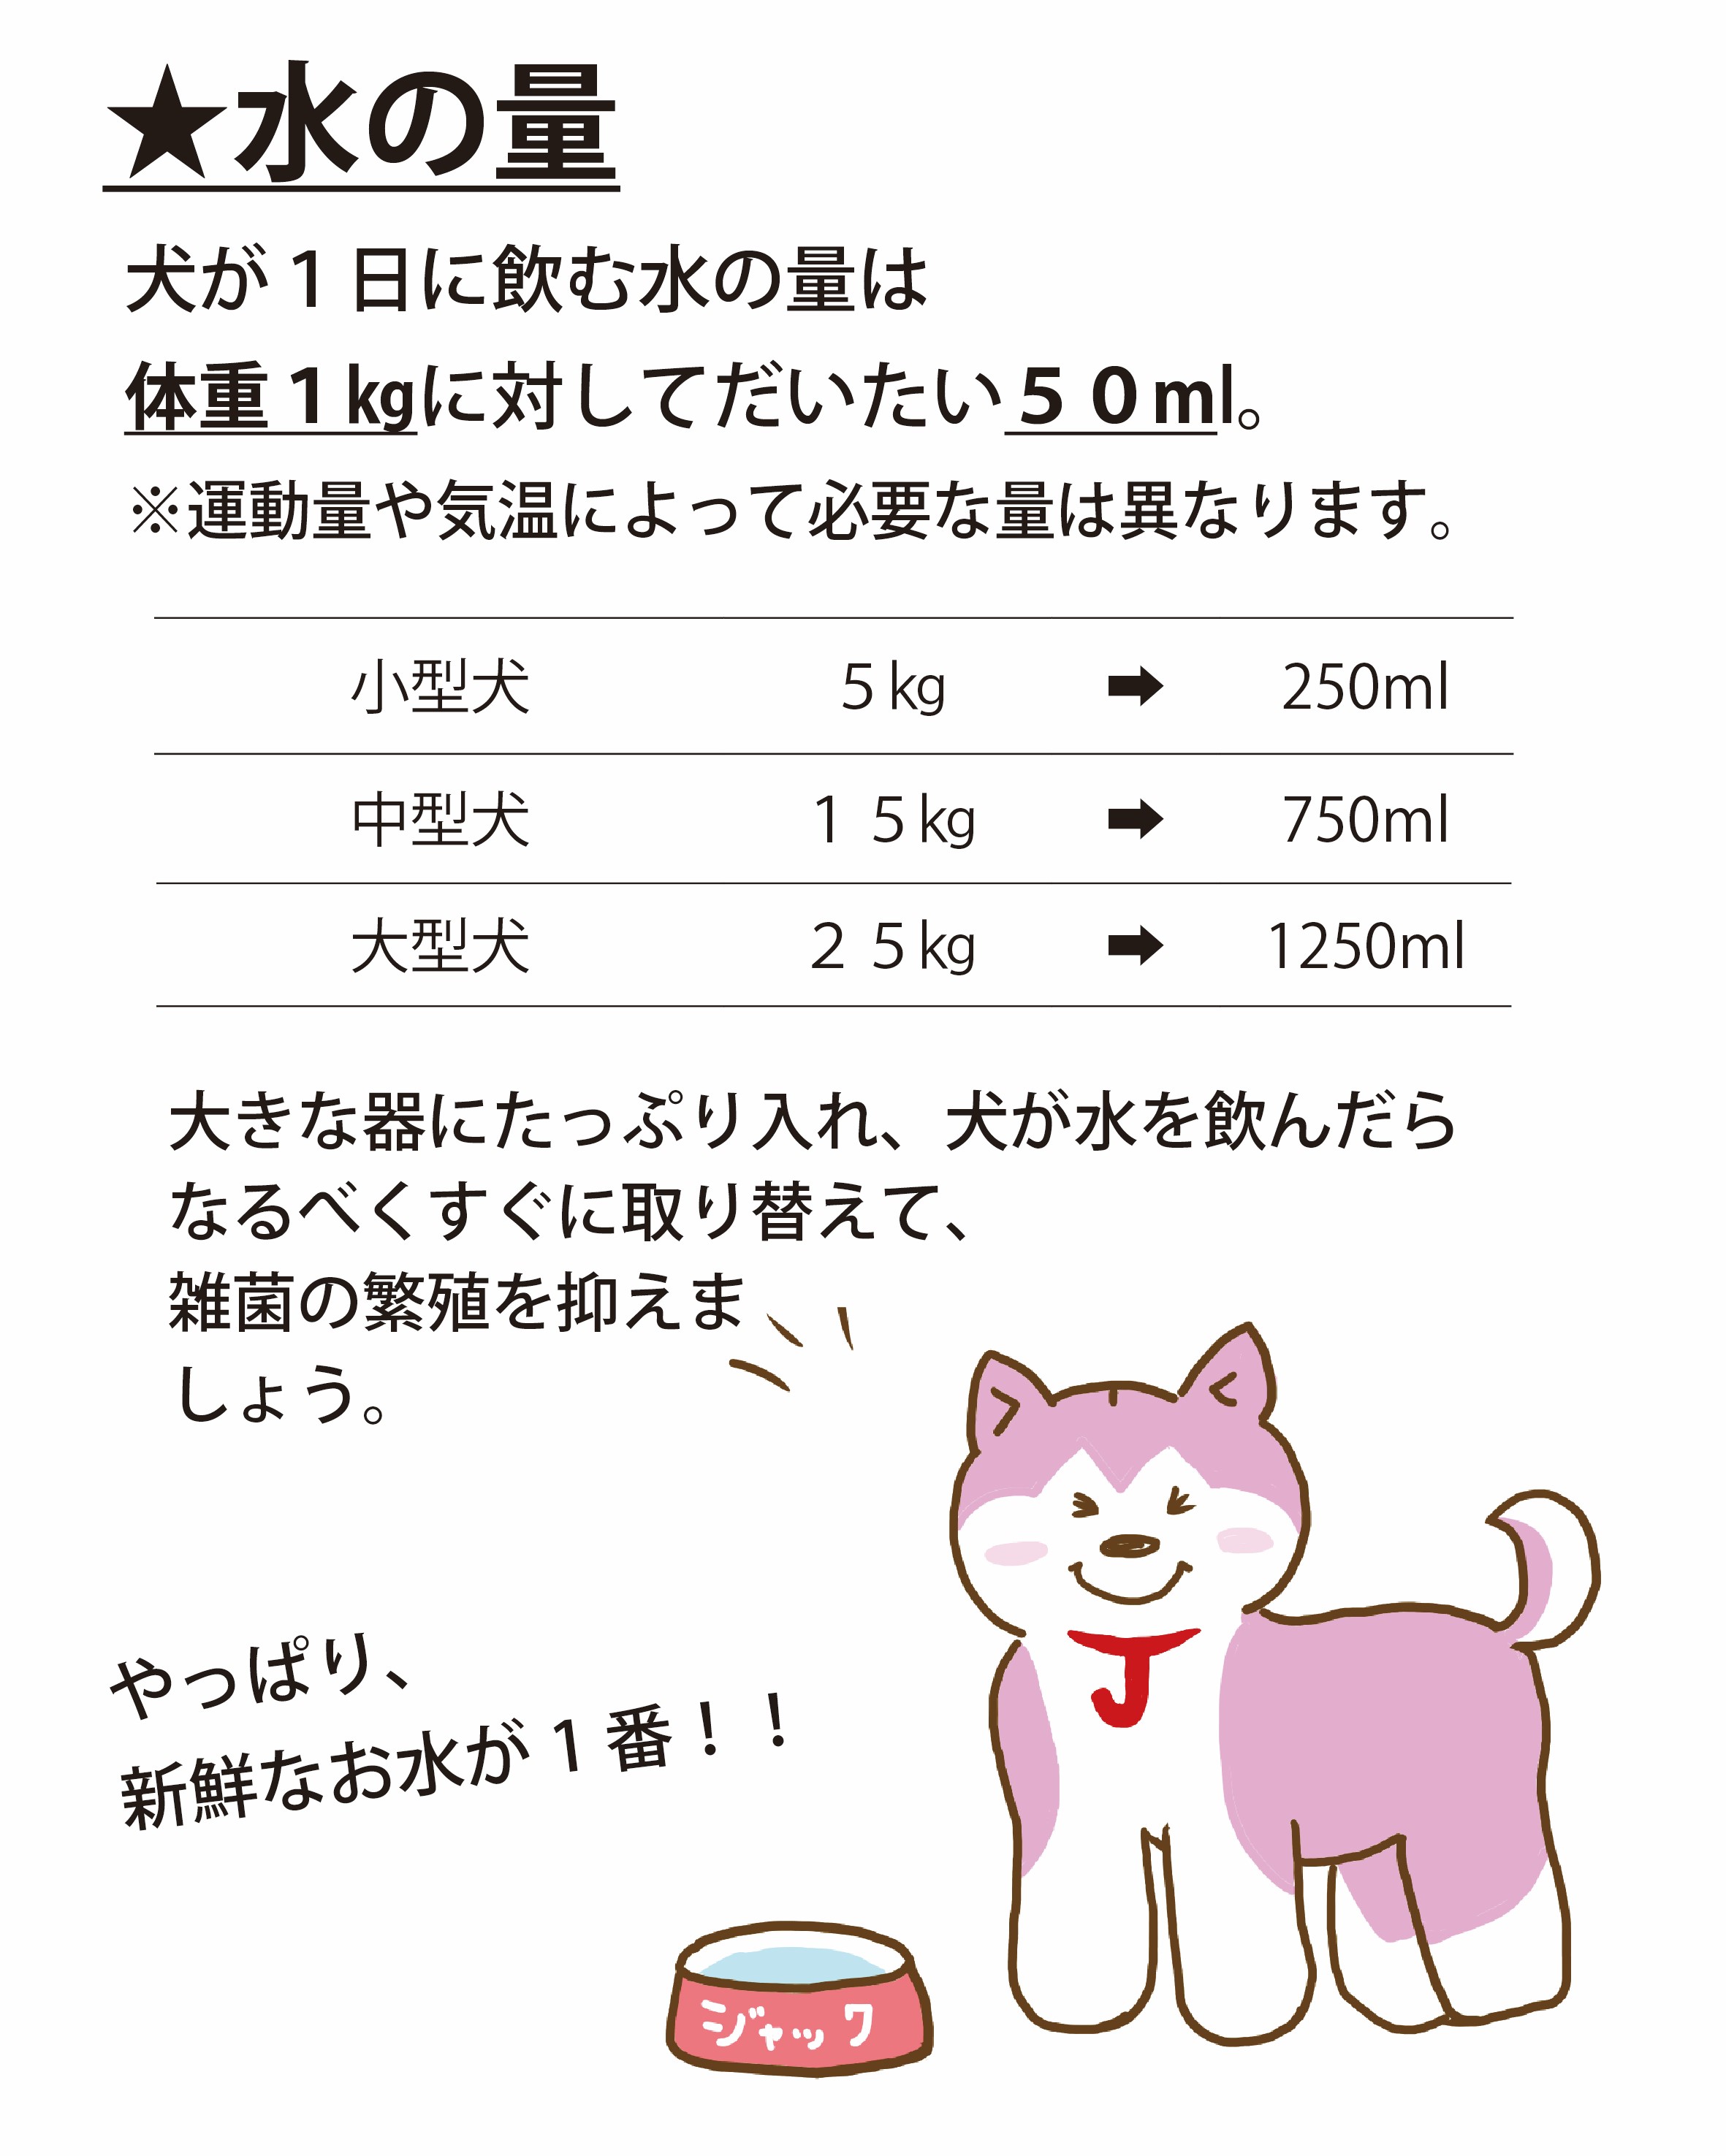 ★水の量
犬が１日に飲む水の量は
体重１kgに対してだいたい５０ml。
※運動量や気温によって必要な量は異なります。
小型犬 ５kg ➡ 250ml
中型犬 １５kg ➡ 750ml
大型犬 ２５kg ➡ 1250ml
大きな器にたっぷり入れ、犬が水を飲んだら
なるべくすぐに取り替えて、
雑菌の繁殖を抑えま
しょう。
やっぱり、
新鮮なお水が１番！！
J
ジャック